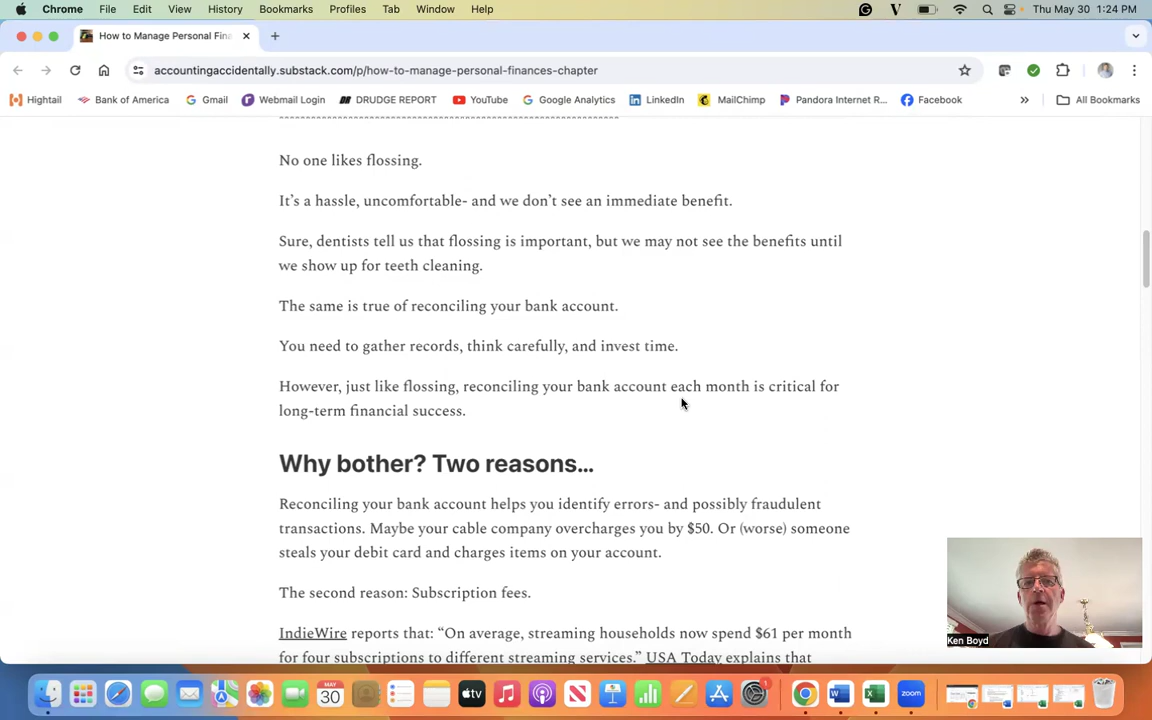 Chrome File Edit View History Bookmarks Profiles Tab Window Help Thu May 30 1:24 PM
How to Manage Personal Fina
accountingaccidentally.substack.com/p/how-to-manage-personal-finances-chapter
Hightail Bank of America Gmail Webmail Login DRUDGE REPORT YouTube Google Analytics LinkedIn MailChimp Pandora Internet R... Facebook » All Bookmarks
No one likes flossing.
It’s a hassle, uncomfortable- and we don’t see an immediate benefit.
Sure, dentists tell us that flossing is important, but we may not see the benefits until
we show up for teeth cleaning.
The same is true of reconciling your bank account.
You need to gather records, think carefully, and invest time.
However, just like flossing, reconciling your bank account each month is critical for
long-term financial success.
Why bother? Two reasons...
Reconciling your bank account helps you identify errors- and possibly fraudulent
transactions. Maybe your cable company overcharges you by $50. Or (worse) someone
steals your debit card and charges items on your account.
The second reason: Subscription fees.
IndieWire reports that: “On average, streaming households now spend $61 per month
for four subscriptions to different streaming services.” USA Today explains that
Ken Boyd
MAY
30
tv
zoom